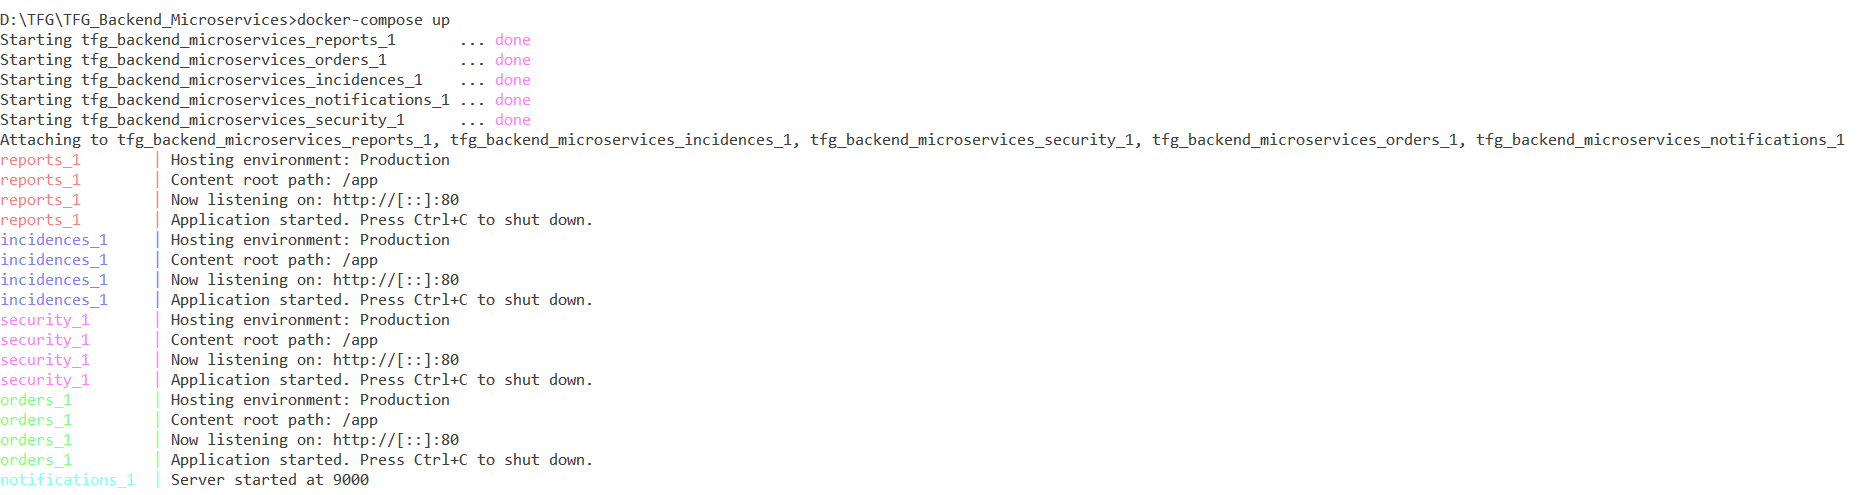 D:\TFG\TFG_Backend_Microservices>docker-compose up
Starting tfg_backend_microservices_reports_1       ... done
Starting tfg_backend_microservices_orders_1        ... done
Starting tfg_backend_microservices_incidences_1    ... done
Starting tfg_backend_microservices_notifications_1 ... done
Starting tfg_backend_microservices_security_1      ... done
Attaching to tfg_backend_microservices_reports_1, tfg_backend_microservices_incidences_1, tfg_backend_microservices_security_1, tfg_backend_microservices_orders_1, tfg_backend_microservices_notifications_1
reports_1        | Hosting environment: Production
reports_1        | Content root path: /app
reports_1        | Now listening on: http://[::]:80
reports_1        | Application started. Press Ctrl+C to shut down.
incidences_1     | Hosting environment: Production
incidences_1     | Content root path: /app
incidences_1     | Now listening on: http://[::]:80
incidences_1     | Application started. Press Ctrl+C to shut down.
security_1       | Hosting environment: Production
security_1       | Content root path: /app
security_1       | Now listening on: http://[::]:80
security_1       | Application started. Press Ctrl+C to shut down.
orders_1         | Hosting environment: Production
orders_1         | Content root path: /app
orders_1         | Now listening on: http://[::]:80
orders_1         | Application started. Press Ctrl+C to shut down.
notifications_1  | Server started at 9000